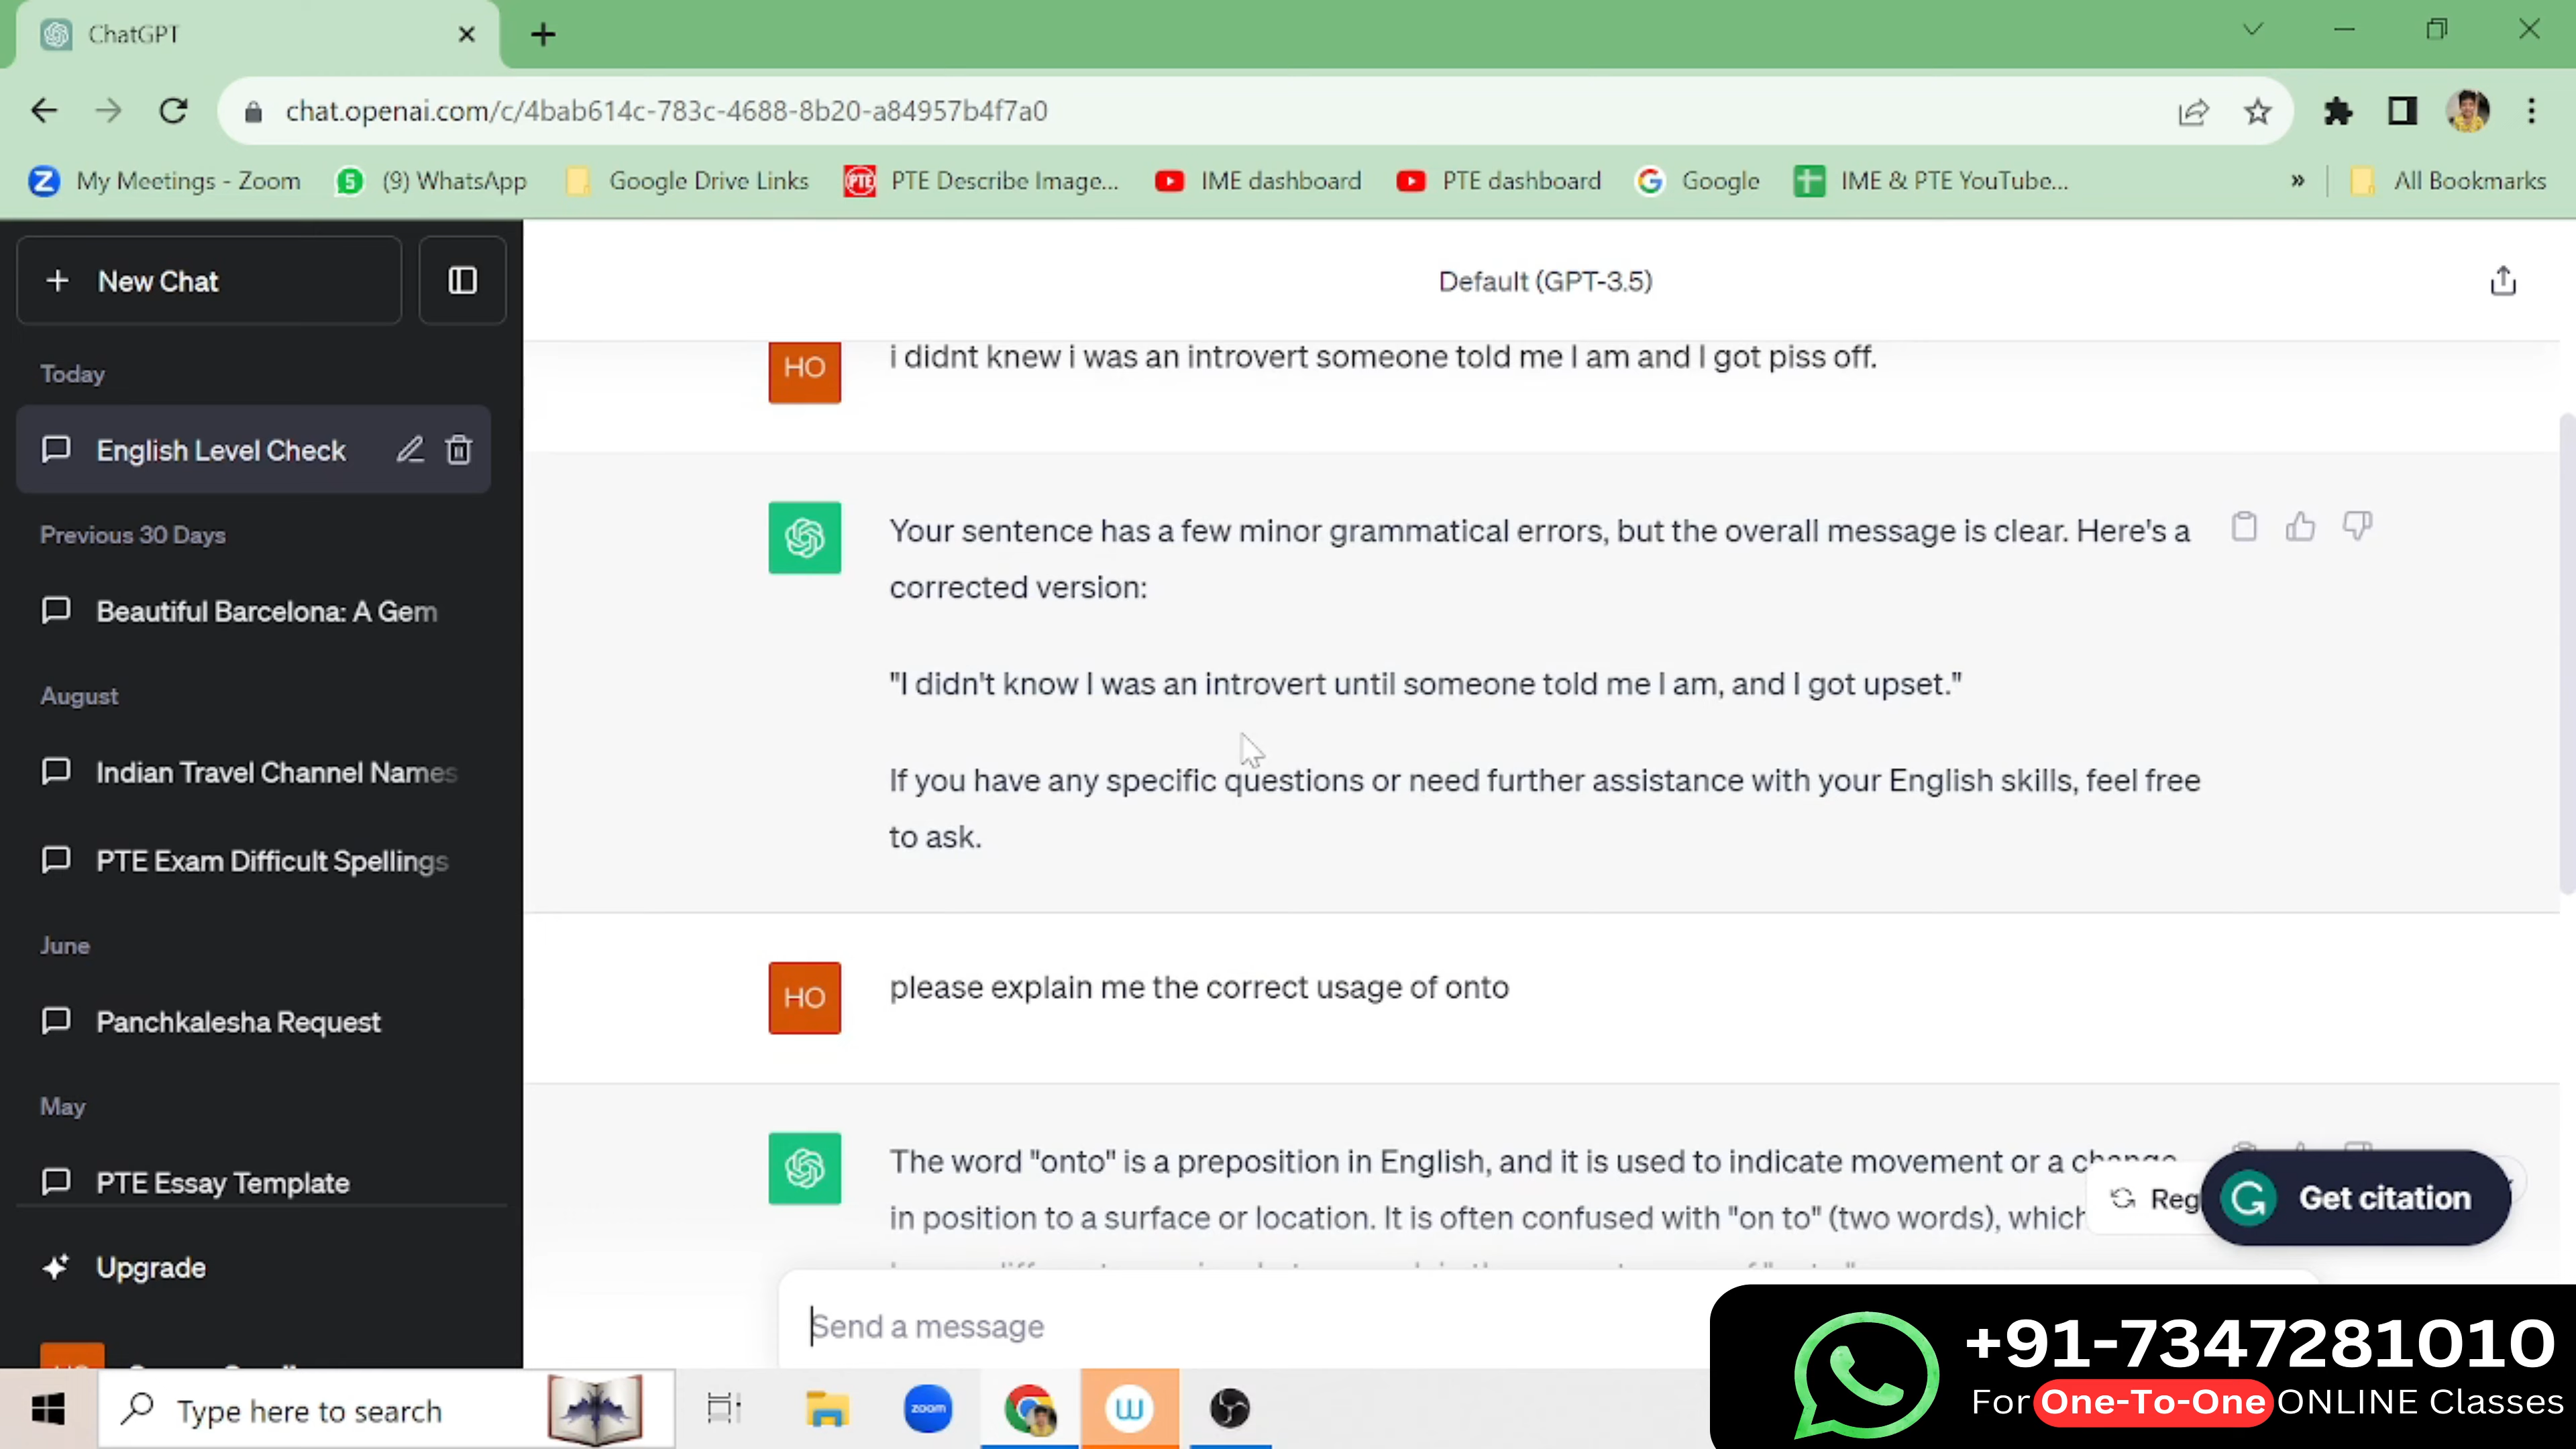 ChatGPT
chat.openai.com/c/4bab614c-783c-4688-8b20-a84957b4f7a0
My Meetings - Zoom
(9) WhatsApp
Google Drive Links
PTE Describe Image...
IME dashboard
PTE dashboard
Google
IME & PTE YouTube...
»
All Bookmarks
New Chat
Today
English Level Check
Previous 30 Days
Beautiful Barcelona: A Gem
August
Indian Travel Channel Names
PTE Exam Difficult Spellings
June
Panchkalesha Request
May
PTE Essay Template
Upgrade
Default (GPT-3.5)
HO
i didnt knew i was an introvert someone told me I am and I got piss off.
Your sentence has a few minor grammatical errors, but the overall message is clear. Here's a
corrected version:
"I didn't know I was an introvert until someone told me I am, and I got upset."
If you have any specific questions or need further assistance with your English skills, feel free
to ask.
HO
please explain me the correct usage of onto
The word "onto" is a preposition in English, and it is used to indicate movement or a change
in position to a surface or location. It is often confused with "on to" (two words), which
Reg
Get citation
Send a message
Type here to search
zoom
+91-7347281010
For One-To-One ONLINE Classes